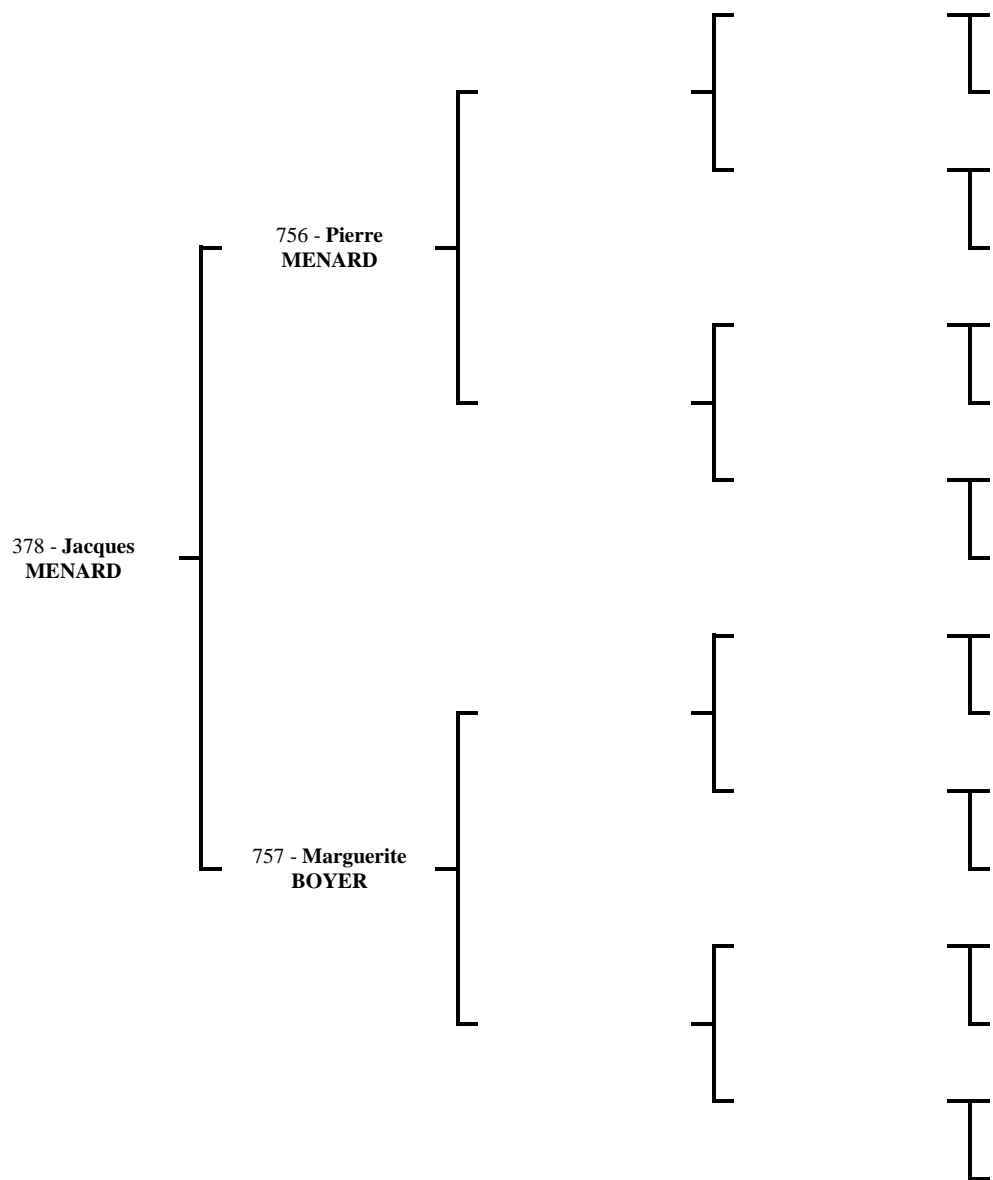 756 - Pierre
MENARD
378 - Jacques
MENARD
757 - Marguerite
BOYER